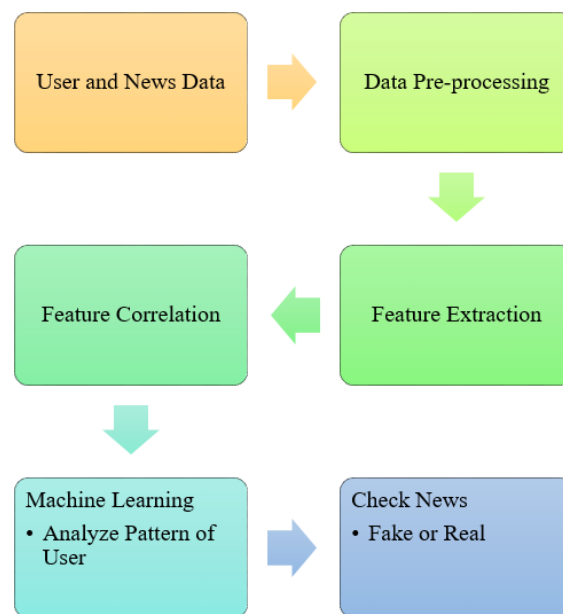 User and News Data
Data Pre-processing
Feature Correlation
Feature Extraction
Machine Learning
• Analyze Pattern of
User
Check News
• Fake or Real